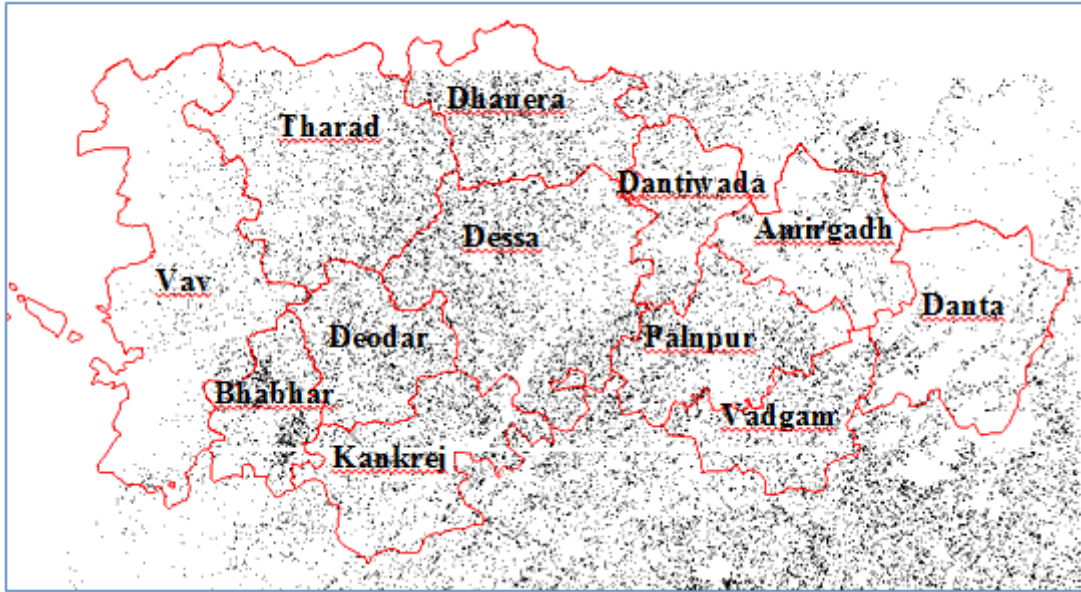 Dhanera
Tharad
Dantiwada
Amirgadh
Dessa
Vav
Danta
Deodar
Palnpur
Bhabhar
Vadgam
Kankrej